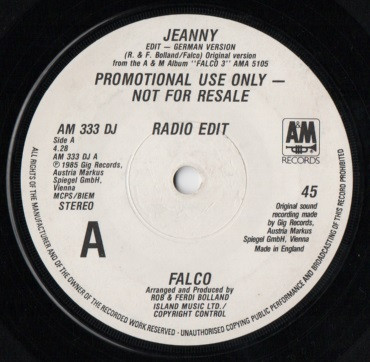 JEANNY
EDIT – GERMAN VERSION
(R. & F. Bolland/Falco) Original version
from the A & M Album "FALCO 3" AMA 5105
PROMOTIONAL USE ONLY –
NOT FOR RESALE
AM 333 DJ
RADIO EDIT
Side A
4.28
AM 333 DJ A
℗ 1985 Gig Records,
Austria Markus
Spiegel GmbH,
Vienna
MCPS/BIEM
STEREO
A
A&M
RECORDS
45
Original sound
recording made
by Gig Records,
Austria Markus
Spiegel GmbH, Vienna
Made in England
FALCO
Arranged and Produced by
ROB & FERDI BOLLAND
ISLAND MUSIC LTD./
COPYRIGHT CONTROL
ALL RIGHTS OF THE MANUFACTURER AND OF THE OWNER OF THE RECORDED WORK RESERVED - UNAUTHORISED COPYING PUBLIC PERFORMANCE AND BROADCASTING OF THIS RECORD PROHIBITED